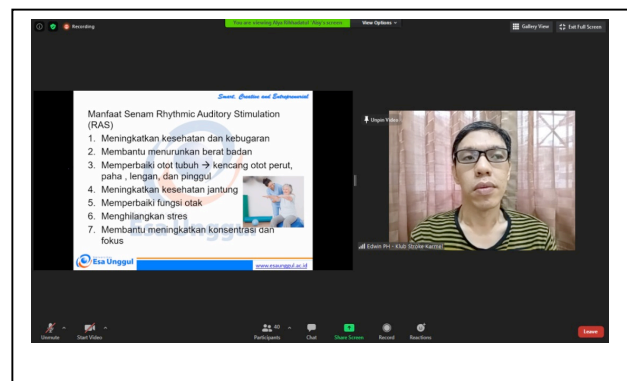 Recording
You are viewing Alya Khusdatul 'Aliy's screen
View Options
Gallery View
Exit Full Screen
Smart, Creative and Entrepreneurial
Manfaat Senam Rhythmic Auditory Stimulation
(RAS)
1. Meningkatkan kesehatan dan kebugaran
2. Membantu menurunkan berat badan
3. Memperbaiki otot tubuh → kencang otot perut,
paha , lengan, dan pinggul
4. Meningkatkan kesehatan jantung
5. Memperbaiki fungsi otak
6. Menghilangkan stres
7. Membantu meningkatkan konsentrasi dan
fokus
Esa Unggul
Esa Unggul
www.esaunggul.ac.id
Unpin Video
Edwin PH - Klub Stroke Karmel
Unmute
Start Video
Participants
40
Chat
Share Screen
Record
Reactions
Leave